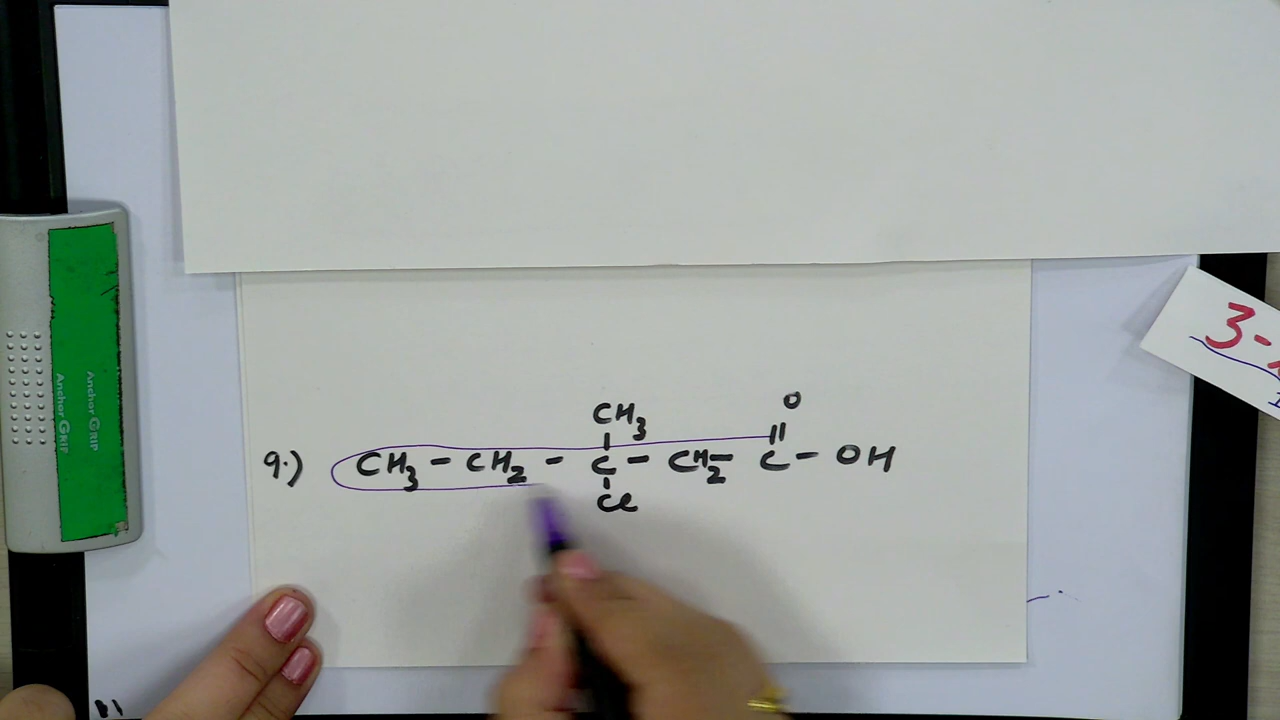 CH3 O
9.) CH3 - CH2 - C - CH2 - C - OH
Cl
3-
Anchor GRIP
Anchor GRIP